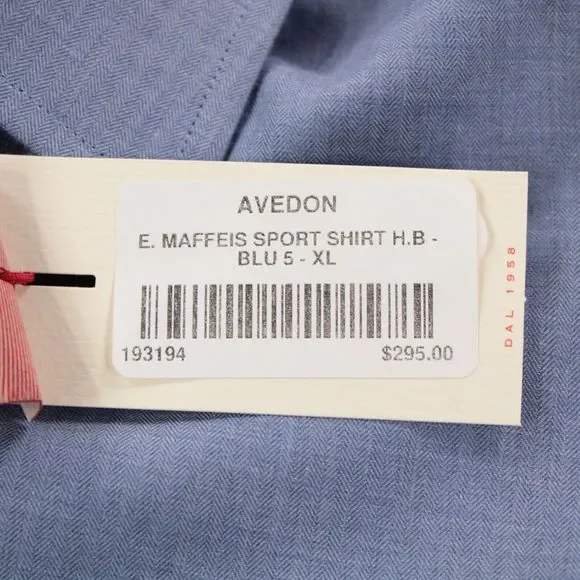 AVEDON
E. MAFFEIS SPORT SHIRT H.B -
BLU 5 - XL
193194 $295.00
DAL 1958